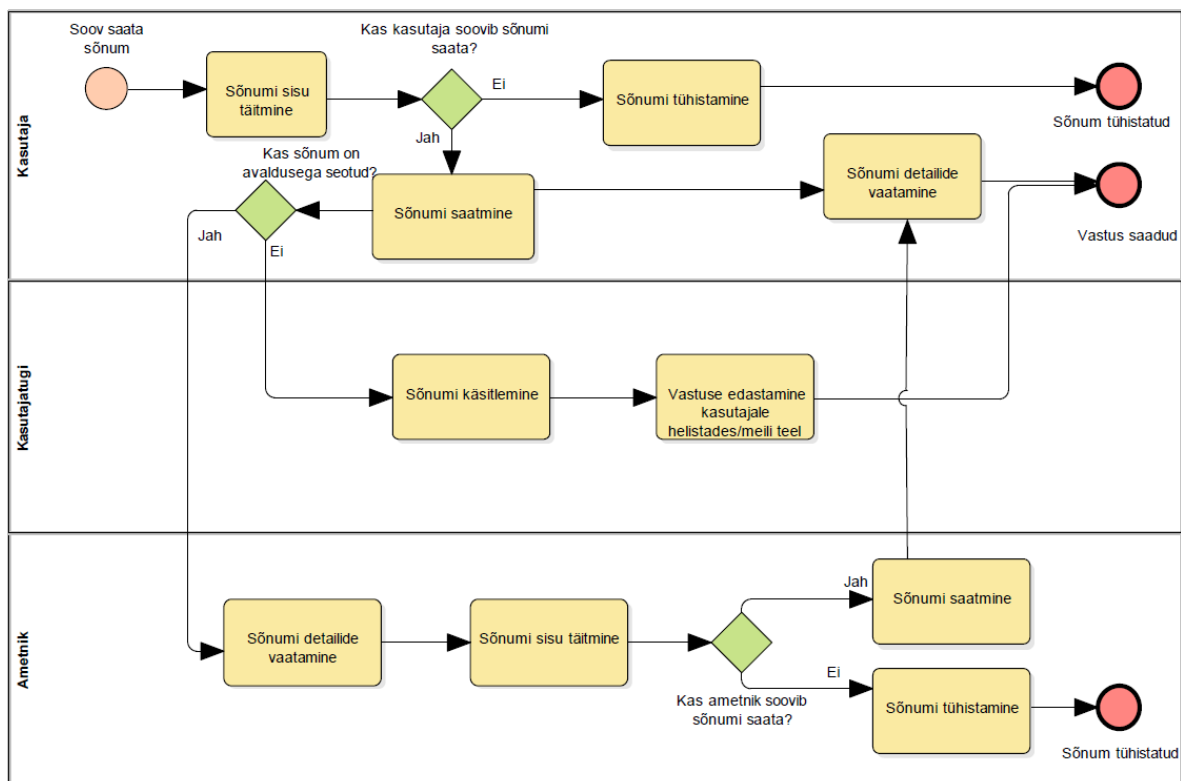 Kasutaja
Soov saata
sõnum
Sõnumi sisu
täitmine
Kas kasutaja soovib sõnumi
saata?
Ei
Jah
Sõnumi tühistamine
Sõnum tühistatud
Kas sõnum on
avaldusega seotud?
Jah
Ei
Sõnumi saatmine
Sõnumi detailide
vaatamine
Vastus saadud
Kasutajatugi
Sõnumi käsitlemine
Vastuse edastamine
kasutajale
helistades/meili teel
Ametnik
Sõnumi detailide
vaatamine
Sõnumi sisu täitmine
Kas ametnik soovib
sõnumi saata?
Jah
Sõnumi saatmine
Ei
Sõnumi tühistamine
Sõnum tühistatud